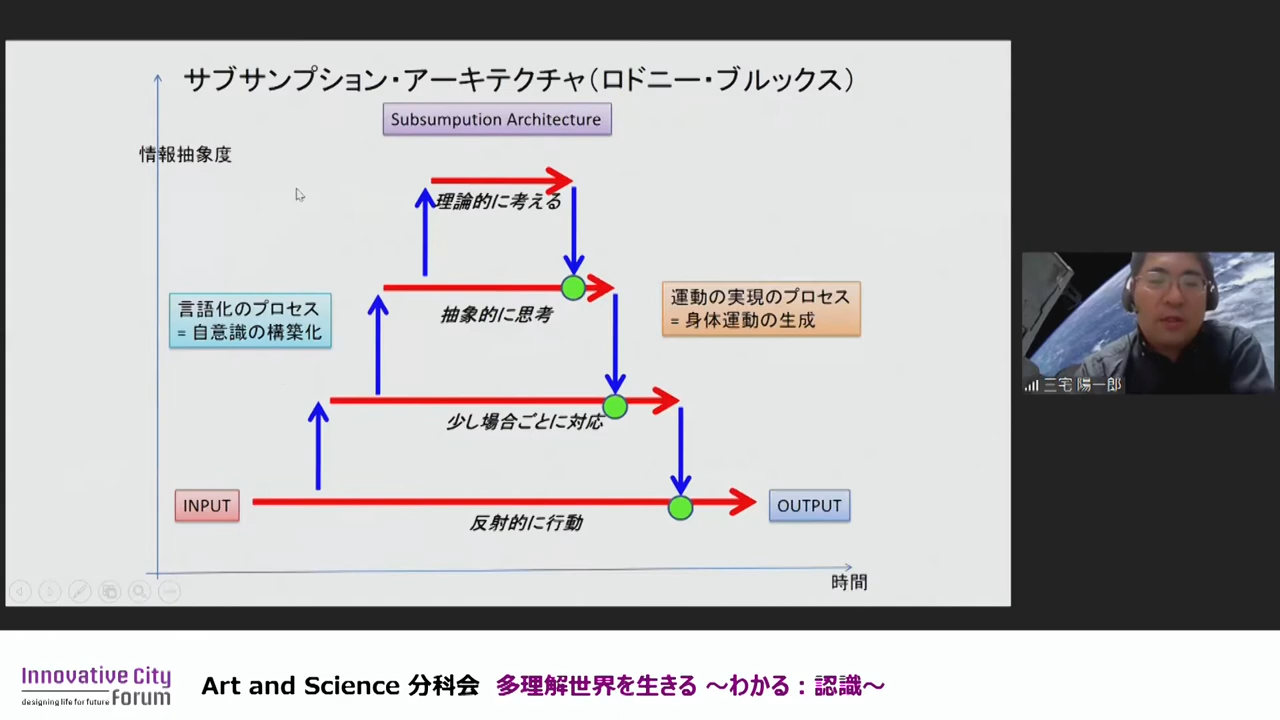 サブサンプション・アーキテクチャ(ロドニー・ブルックス)
Subsumpution Architecture
情報抽象度
理論的に考える
言語化のプロセス
= 自意識の構築化
抽象的に思考
運動の実現のプロセス
= 身体運動の生成
少し場合ごとに対応
INPUT
反射的に行動
OUTPUT
時間
三宅 陽一郎
Innovative City
Forum
designing life for future
Art and Science 分科会 多理解世界を生きる ～わかる：認識～